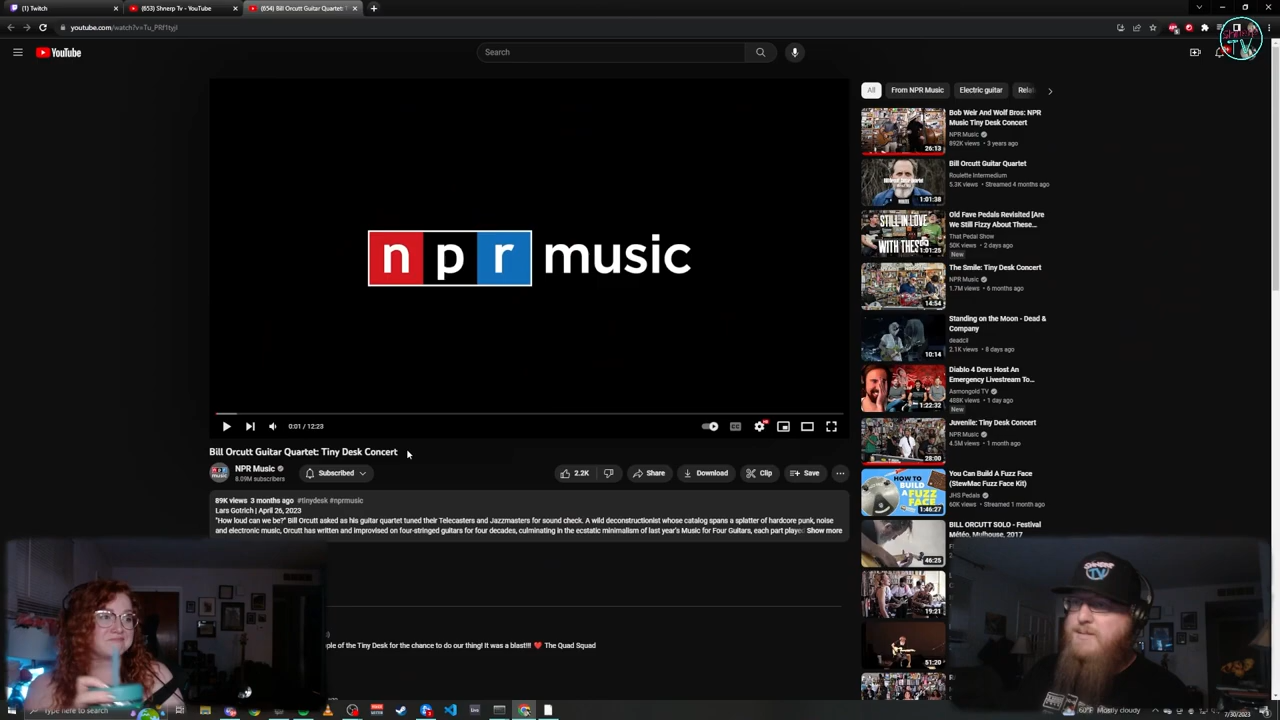 Twitch
(653) Shnerp Tv - YouTube
(654) Bill Orcutt Guitar Quartet:
youtube.com/watch?v=Tu_PRf1tyjI
YouTube
Search
TV
npr music
0:01 / 12:23
Bill Orcutt Guitar Quartet: Tiny Desk Concert
NPR Music
8.09M subscribers
Subscribed
2.2K
Share
Download
Clip
Save
89K views 3 months ago #tinydesk #nprmusic
Lars Gotrich | April 26, 2023
"How loud can we be?" Bill Orcutt asked as his guitar quartet tuned their Telecasters and Jazzmasters for sound check. A wild deconstructionist whose catalog spans a splatter of hardcore punk, noise
and electronic music, Orcutt has written and improvised on four-stringed guitars for four decades, culminating in the ecstatic minimalism of last year's Music for Four Guitars, each part played Show more
ple of the Tiny Desk for the chance to do our thing! It was a blast!!! ❤️ The Quad Squad
All
From NPR Music
Electric guitar
Rela
Bob Weir And Wolf Bros: NPR
Music Tiny Desk Concert
NPR Music
892K views • 3 years ago
26:13
Bill Orcutt Guitar Quartet
Roulette Intermedium
5.3K views • Streamed 4 months ago
1:01:38
Old Fave Pedals Revisited [Are
We Still Fizzy About These...
That Pedal Show
50K views • 2 days ago
New
STILL IN LOVE
WITH THESE
1:01:25
The Smile: Tiny Desk Concert
NPR Music
1.7M views • 6 months ago
14:54
Standing on the Moon - Dead &
Company
deadcil
2.1K views • 8 days ago
10:14
Diablo 4 Devs Host An
Emergency Livestream To...
Asmongold TV
488K views • 1 day ago
New
1:22:32
Juvenile: Tiny Desk Concert
NPR Music
4.5M views • 1 month ago
28:00
You Can Build A Fuzz Face
(StewMac Fuzz Face Kit)
JHS Pedals
60K views • Streamed 1 month ago
HOW TO
BUILD
A FUZZ
FACE
1:46:27
BILL ORCUTT SOLO - Festival
Météo, Mulhouse, 2017
46:25
19:21
51:20
TV
Type here to search
60°F Mostly cloudy
7/30/2023